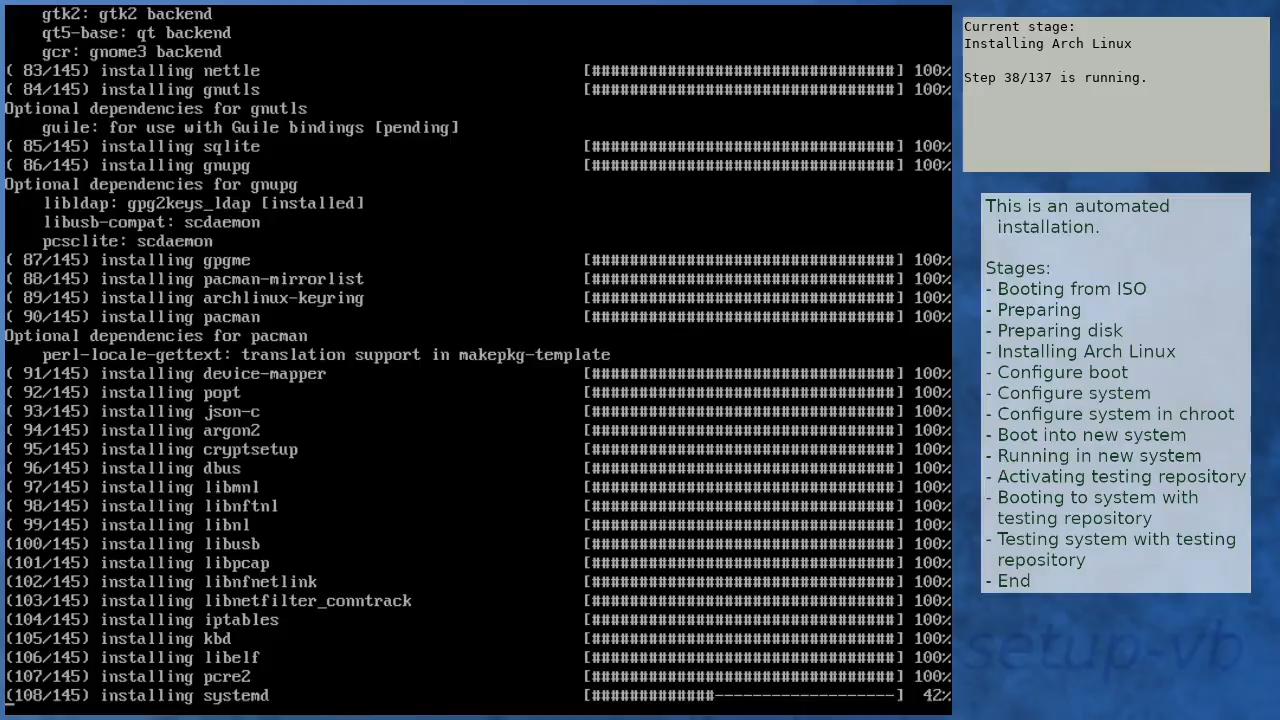 gtk2: gtk2 backend
qt5-base: qt backend
gcr: gnome3 backend
( 83/145) installing nettle [################################] 100%
( 84/145) installing gnutls [################################] 100%
Optional dependencies for gnutls
guile: for use with Guile bindings [pending]
( 85/145) installing sqlite [################################] 100%
( 86/145) installing gnupg [################################] 100%
Optional dependencies for gnupg
libldap: gpg2keys_ldap [installed]
libusb-compat: scdaemon
pcsclite: scdaemon
( 87/145) installing gpgme [################################] 100%
( 88/145) installing pacman-mirrorlist [################################] 100%
( 89/145) installing archlinux-keyring [################################] 100%
( 90/145) installing pacman [################################] 100%
Optional dependencies for pacman
perl-locale-gettext: translation support in makepkg-template
( 91/145) installing device-mapper [################################] 100%
( 92/145) installing popt [################################] 100%
( 93/145) installing json-c [################################] 100%
( 94/145) installing argon2 [################################] 100%
( 95/145) installing cryptsetup [################################] 100%
( 96/145) installing dbus [################################] 100%
( 97/145) installing libmnl [################################] 100%
( 98/145) installing libnftnl [################################] 100%
( 99/145) installing libnl [################################] 100%
(100/145) installing libusb [################################] 100%
(101/145) installing libpcap [################################] 100%
(102/145) installing libnfnetlink [################################] 100%
(103/145) installing libnetfilter_conntrack [################################] 100%
(104/145) installing iptables [################################] 100%
(105/145) installing kbd [################################] 100%
(106/145) installing libelf [################################] 100%
(107/145) installing pcre2 [################################] 100%
(108/145) installing systemd [#############-------------------] 42%
Current stage:
Installing Arch Linux
Step 38/137 is running.
This is an automated
installation.
Stages:
- Booting from ISO
- Preparing
- Preparing disk
- Installing Arch Linux
- Configure boot
- Configure system
- Configure system in chroot
- Boot into new system
- Running in new system
- Activating testing repository
- Booting to system with
testing repository
- Testing system with testing
repository
- End
setup-vb